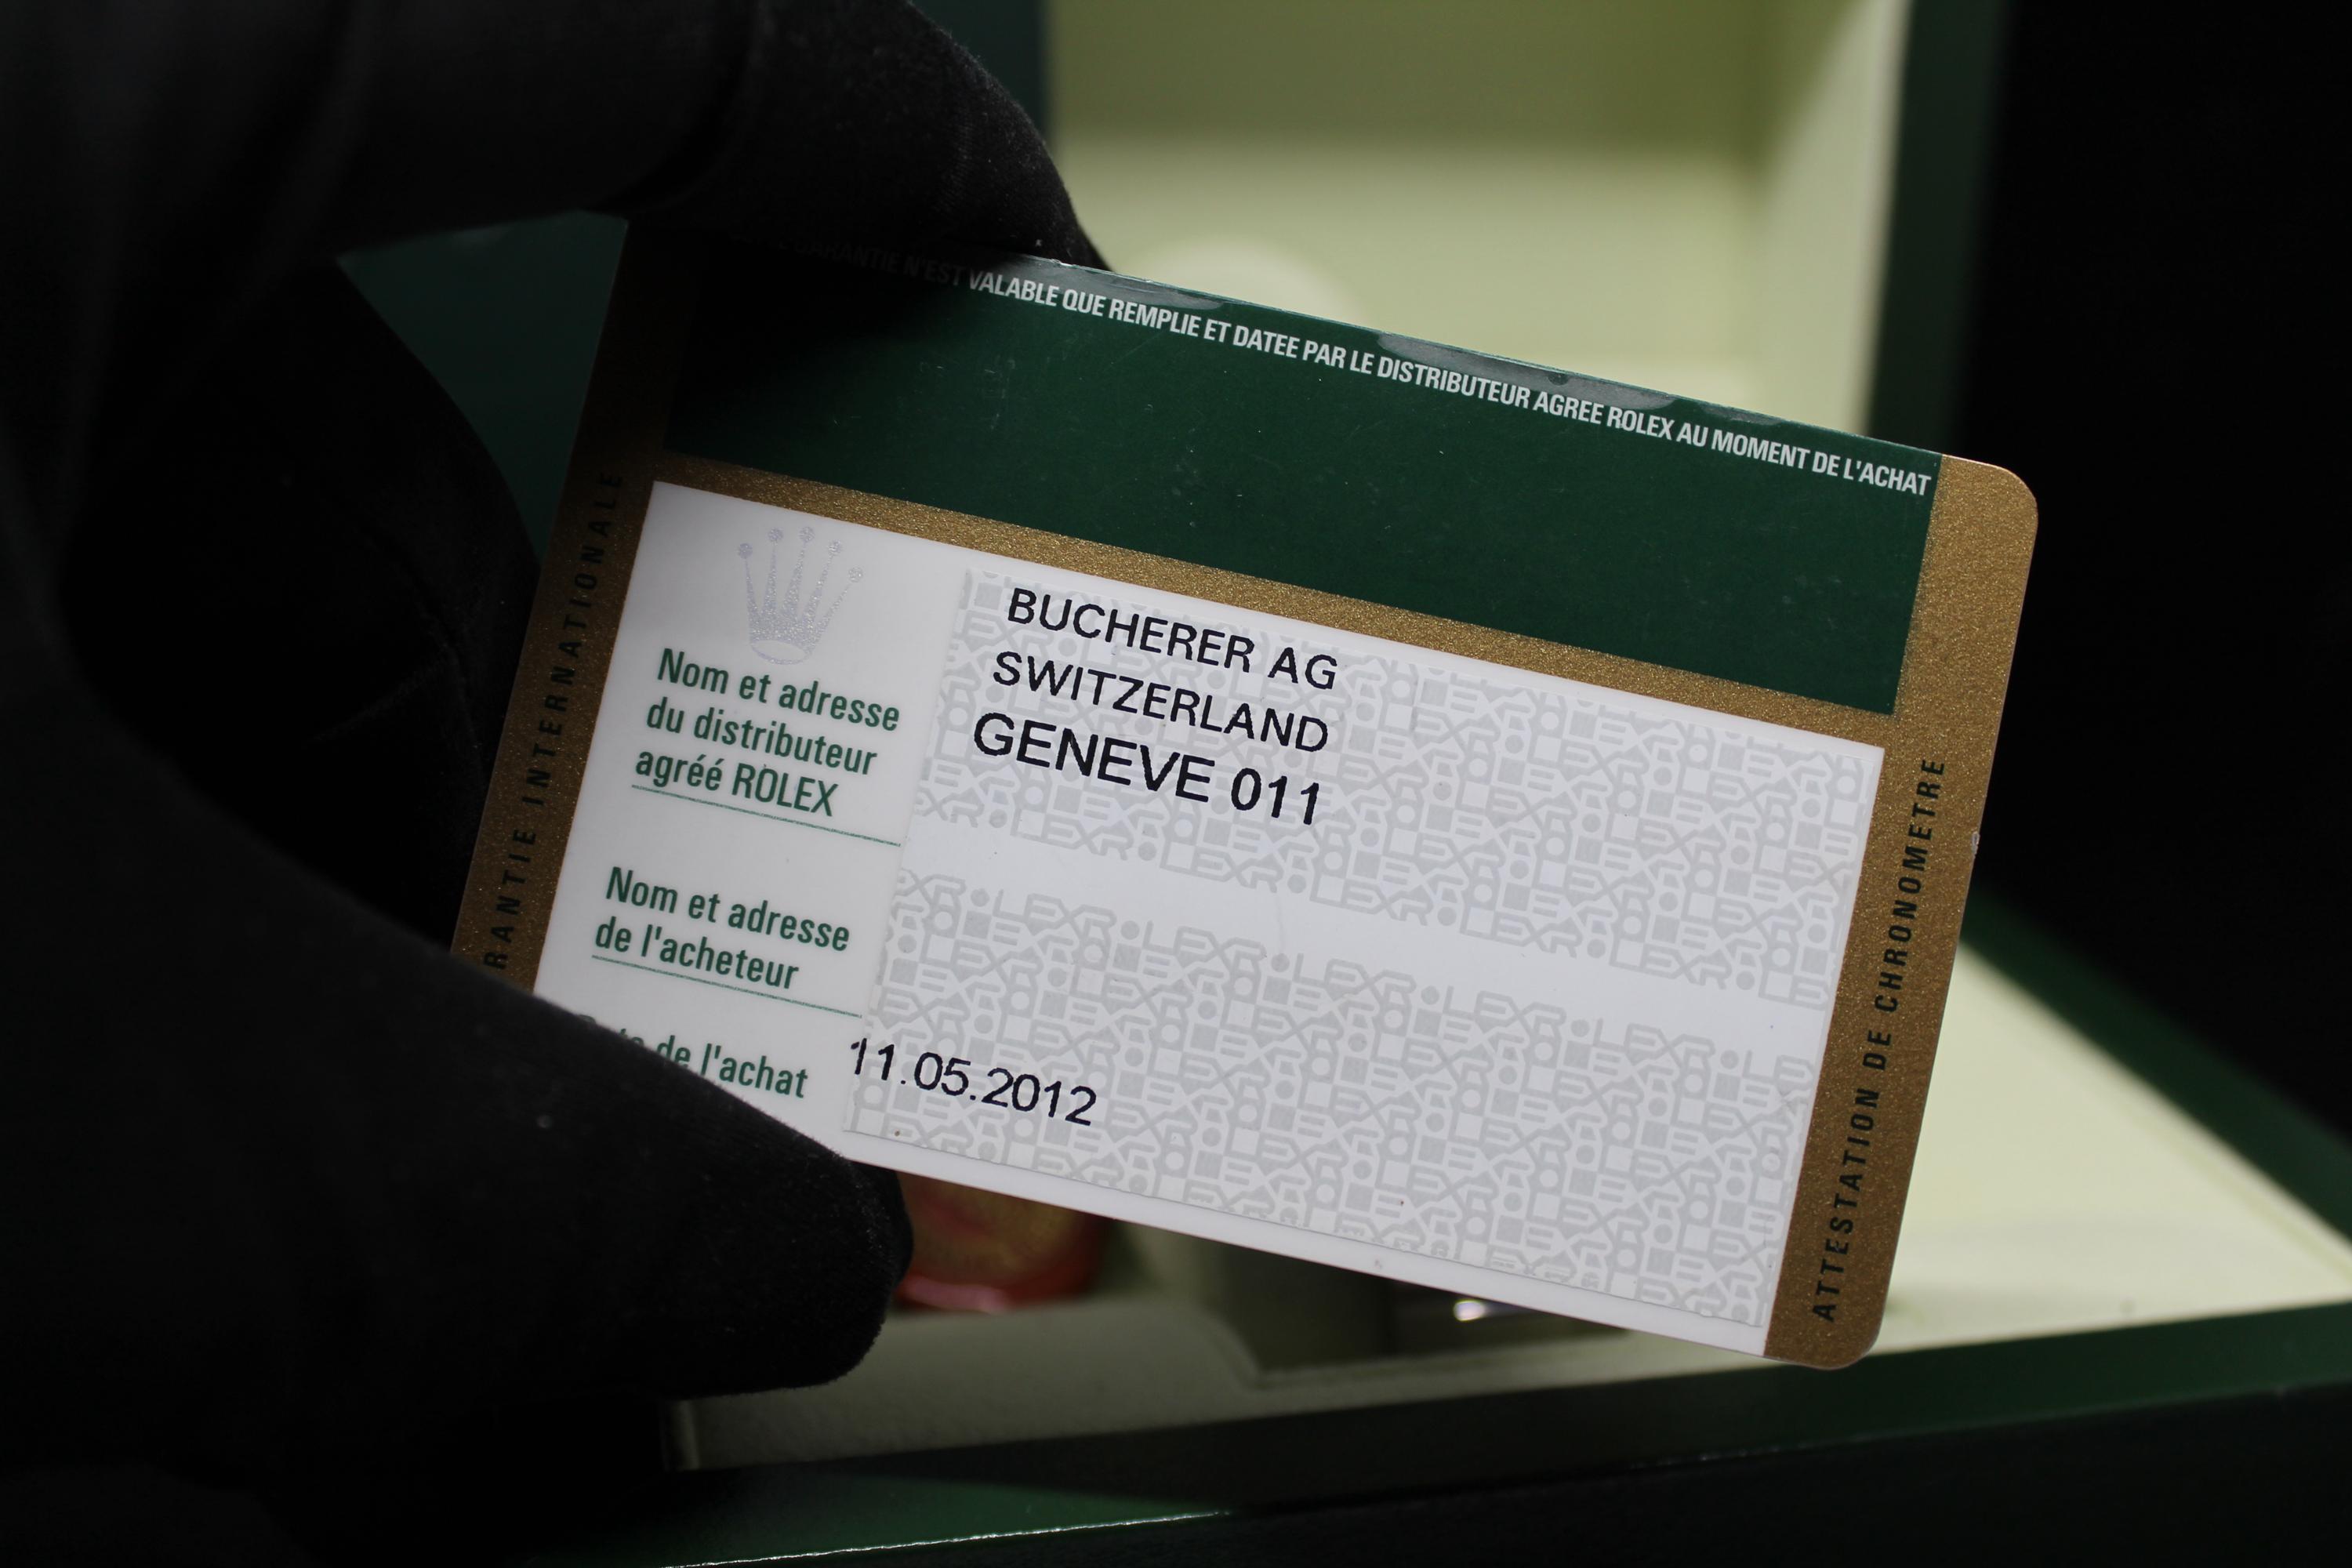 GARANTIE N'EST VALABLE QUE REMPLIE ET DATEE PAR LE DISTRIBUTEUR AGREE ROLEX AU MOMENT DE L'ACHAT
INTERNATIONALE
Nom et adresse
du distributeur
agréé ROLEX
BUCHERER AG
SWITZERLAND
GENEVE 011
Nom et adresse
de l'acheteur
de l'achat
11.05.2012
ATTESTATION DE CHRONOMETRE